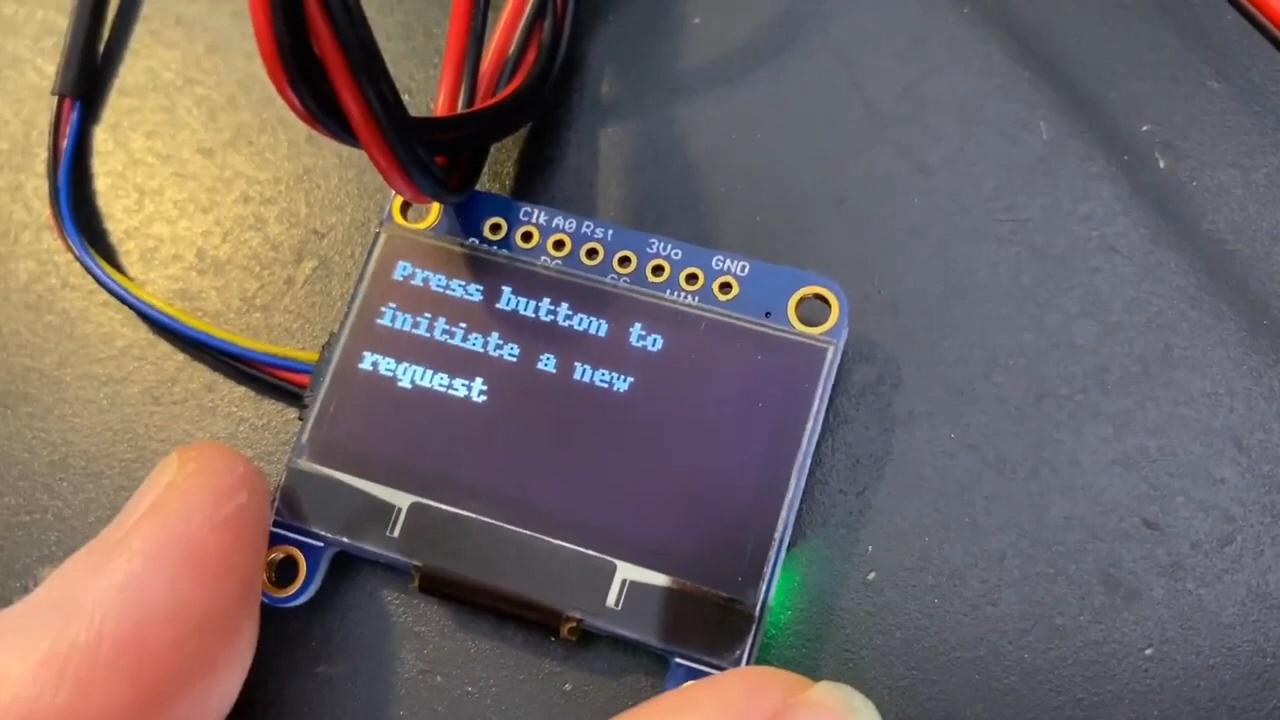 Clk A0 Rst
3Vo GND
press button to
initiate a new
request